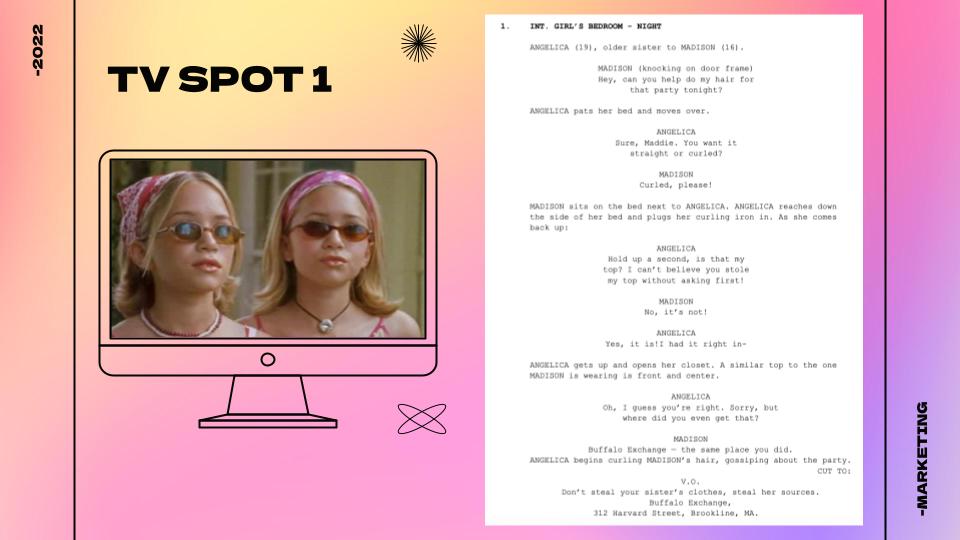 -2022
TV SPOT 1
1. INT. GIRL'S BEDROOM - NIGHT
ANGELICA (19), older sister to MADISON (16).
MADISON (knocking on door frame)
Hey, can you help do my hair for
that party tonight?
ANGELICA pats her bed and moves over.
ANGELICA
Sure, Maddie. You want it
straight or curled?
MADISON
Curled, please!
MADISON sits on the bed next to ANGELICA. ANGELICA reaches down
the side of her bed and plugs her curling iron in. As she comes
back up:
ANGELICA
Hold up a second, is that my
top? I can't believe you stole
my top without asking first!
MADISON
No, it's not!
ANGELICA
Yes, it is!I had it right in-
ANGELICA gets up and opens her closet. A similar top to the one
MADISON is wearing is front and center.
ANGELICA
Oh, I guess you're right. Sorry, but
where did you even get that?
MADISON
Buffalo Exchange — the same place you did.
ANGELICA begins curling MADISON's hair, gossiping about the party.
CUT TO:
V.O.
Don't steal your sister's clothes, steal her sources.
Buffalo Exchange,
312 Harvard Street, Brookline, MA.
-MARKETING